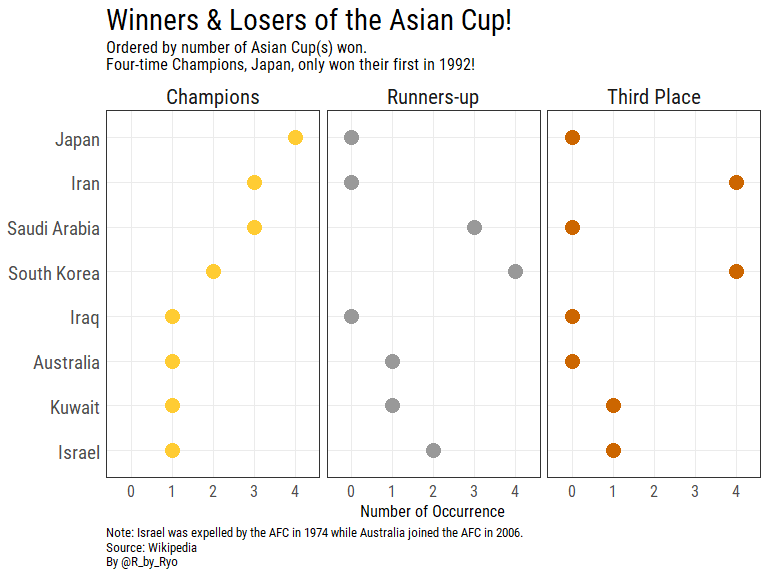 Winners & Losers of the Asian Cup!
Ordered by number of Asian Cup(s) won.
Four-time Champions, Japan, only won their first in 1992!
Champions Runners-up Third Place
Japan
Iran
Saudi Arabia
South Korea
Iraq
Australia
Kuwait
Israel
0 1 2 3 4 0 1 2 3 4 0 1 2 3 4
Number of Occurrence
Note: Israel was expelled by the AFC in 1974 while Australia joined the AFC in 2006.
Source: Wikipedia
By @R_by_Ryo